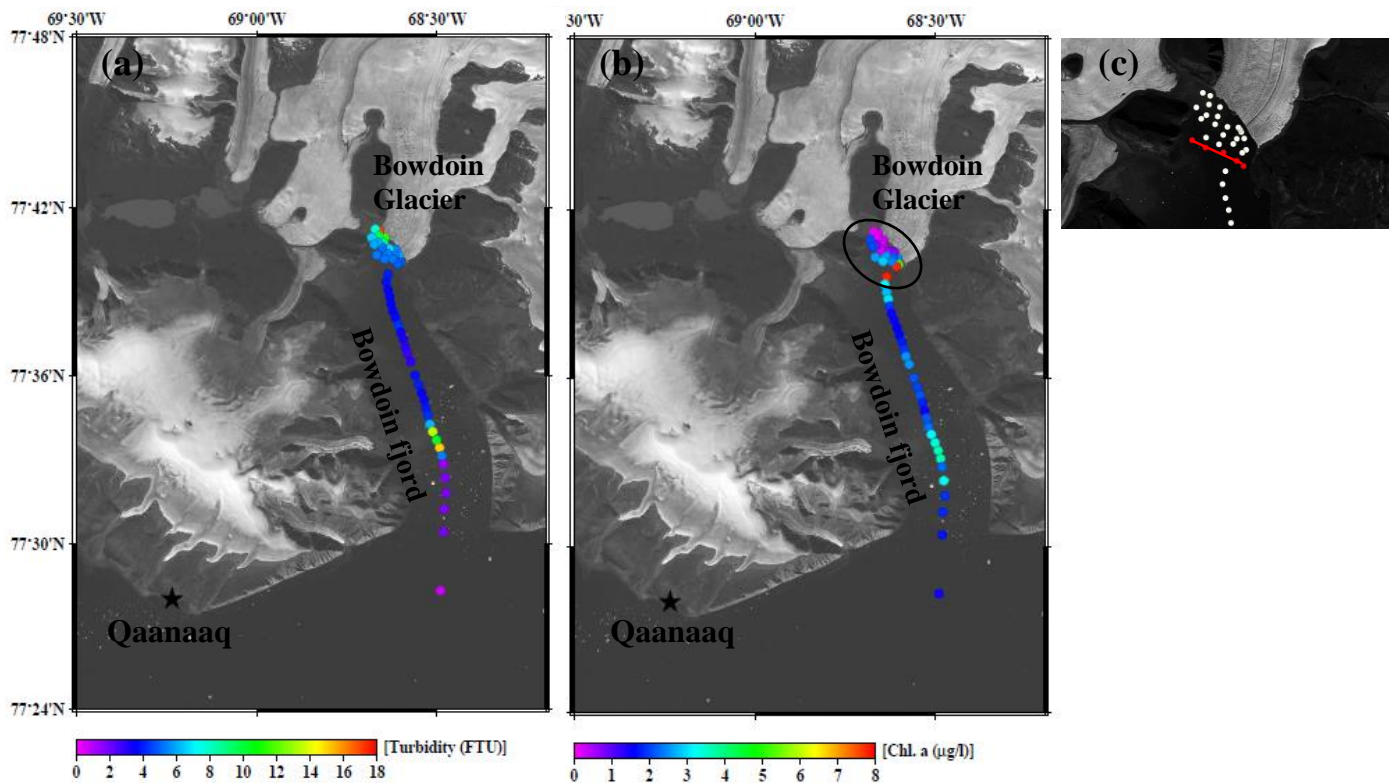 69°30'W 69°00'W 68°30'W
77°48'N
77°42'N
77°36'N
77°30'N
77°24'N
(a)
Bowdoin
Glacier
Bowdoin fjord
Qaanaaq
[Turbidity (FTU)]
0 2 4 6 8 10 12 14 16 18
30'W 69°00'W 68°30'W
(b)
Bowdoin
Glacier
Bowdoin fjord
Qaanaaq
[Chl. a (µg/l)]
0 1 2 3 4 5 6 7 8
(c)